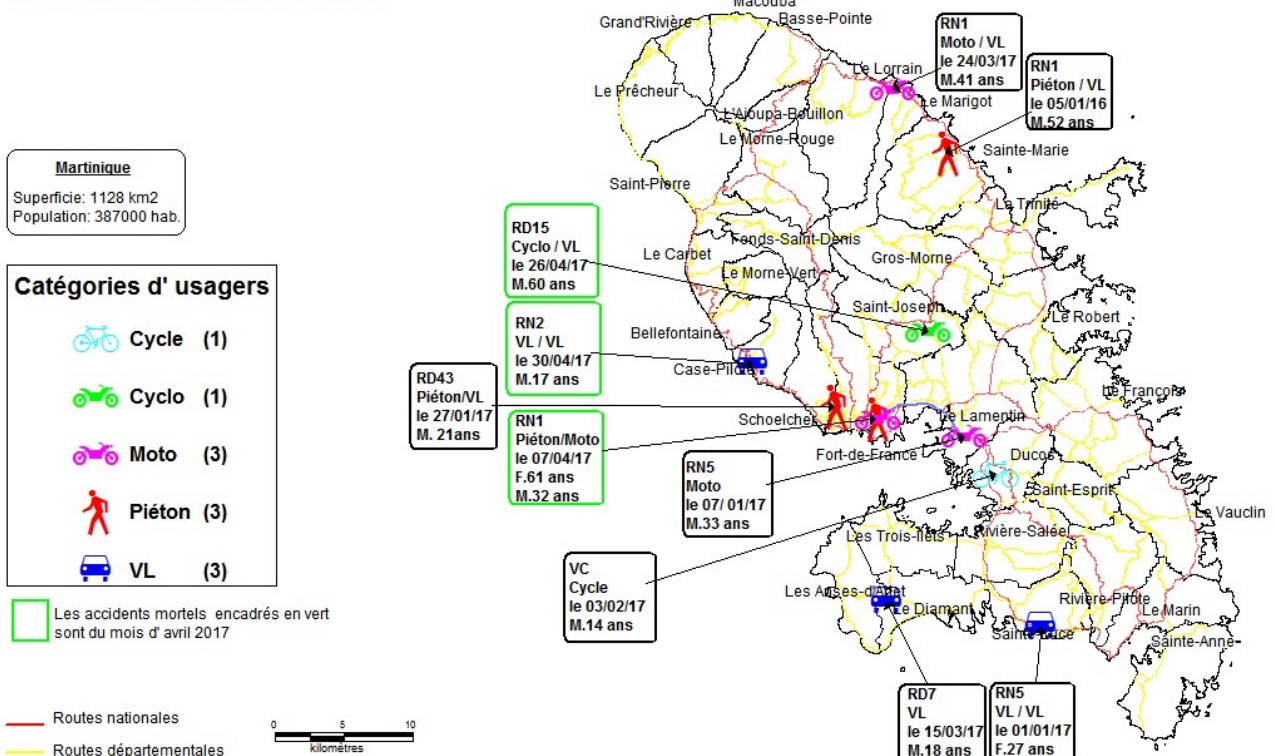 Martinique
Superficie: 1128 km2
Population: 387000 hab.
Catégories d' usagers
Cycle (1)
Cyclo (1)
Moto (3)
Piéton (3)
VL (3)
Les accidents mortels encadrés en vert
sont du mois d' avril 2017
Routes nationales
Routes départementales
0 5 10
kilomètres
Macouba
Grand'Rivière
Basse-Pointe
Le Prêcheur
Le Lorrain
L'Ajoupa-Bouillon
Le Marigot
Le Morne-Rouge
Sainte-Marie
Saint-Pierre
La Trinité
Fonds-Saint-Denis
Le Carbet
Gros-Morne
Le Morne-Vert
Saint-Joseph
Le Robert
Bellefontaine
Case-Pilote
Le François
Schoelcher
Le Lamentin
Fort-de-France
Ducos
Saint-Esprit
Le Vauclin
Les Trois-Ilets
Rivière-Salée
Les Anses-d'Arlet
Le Diamant
Rivière-Pilote
Le Marin
Sainte-Luce
Sainte-Anne
RN1
Moto / VL
le 24/03/17
M.41 ans
RN1
Piéton / VL
le 05/01/16
M.52 ans
RD15
Cyclo / VL
le 26/04/17
M.60 ans
RN2
VL / VL
le 30/04/17
M.17 ans
RD43
Piéton/VL
le 27/01/17
M. 21ans
RN1
Piéton/Moto
le 07/04/17
F.61 ans
M.32 ans
RN5
Moto
le 07/ 01/17
M.33 ans
VC
Cycle
le 03/02/17
M.14 ans
RD7
VL
le 15/03/17
M.18 ans
RN5
VL / VL
le 01/01/17
F.27 ans